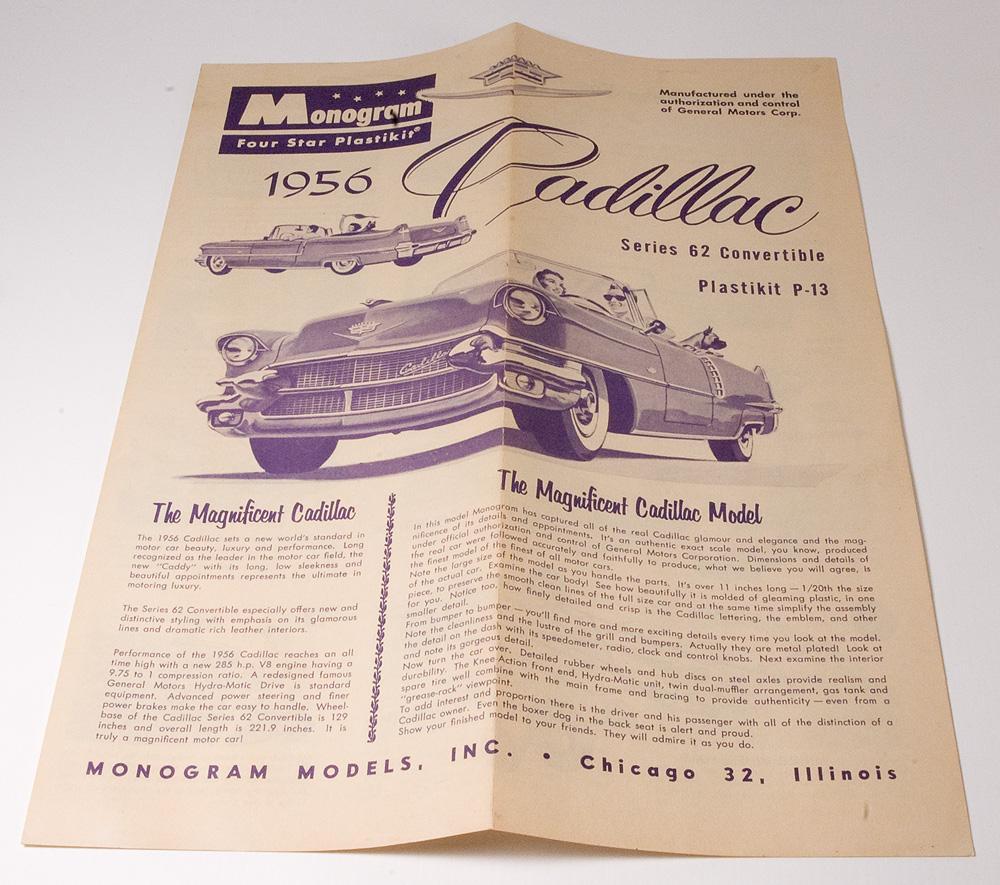 Monogram
Four Star Plastikit®
Manufactured under the
authorization and control
of General Motors Corp.
1956 Cadillac
Series 62 Convertible
Plastikit P-13
Cadillac
The Magnificent Cadillac
The 1956 Cadillac sets a new world's standard in
motor car beauty, luxury and performance. Long
recognized as the leader in the motor car field, the
new "Caddy" with its long, low sleekness and
beautiful appointments represents the ultimate in
motoring luxury.
The Series 62 Convertible especially offers new and
distinctive styling with emphasis on its glamorous
lines and dramatic rich leather interiors.
Performance of the 1956 Cadillac reaches an all
time high with a new 285 h.p. V8 engine having a
9.75 to 1 compression ratio. A redesigned famous
General Motors Hydra-Matic Drive is standard
equipment. Advanced power steering and finer
power brakes make the car easy to handle. Wheel-
base of the Cadillac Series 62 Convertible is 129
inches and overall length is 221.9 inches. It is
truly a magnificent motor car!
The Magnificent Cadillac Model
In this model Monogram has captured all of the real Cadillac glamour and elegance and the mag-
nificence of its details and appointments. It's an authentic exact scale model, you know, produced
under official authorization and control of General Motors Corporation. Dimensions and details of
the real car were followed accurately and faithfully to produce, what we believe you will agree, is
the finest model of the finest of all motor cars.
Note the large size of the model as you handle the parts. It's over 11 inches long — 1/20th the size
of the actual car. Examine the car body! See how beautifully it is molded of gleaming plastic, in one
piece, to preserve the smooth clean lines of the full size car and at the same time simplify the assembly
for you. Notice too, how finely detailed and crisp is the Cadillac lettering, the emblem, and other
smaller detail.
From bumper to bumper — you'll find more and more exciting details every time you look at the model.
Note the cleanliness and the lustre of the grill and bumpers. Actually they are metal plated! Look at
the detail on the dash with its speedometer, radio, clock and control knobs. Next examine the interior
and note its gorgeous detail.
Now turn the car over. Detailed rubber wheels and hub discs on steel axles provide realism and
durability. The Knee-Action front end, Hydra-Matic unit, twin dual-muffler arrangement, gas tank and
spare tire well combine with the main frame and bracing to provide authenticity — even from a
"grease-rack" viewpoint.
To add interest and proportion there is the driver and his passenger with all of the distinction of a
Cadillac owner. Even the boxer dog in the back seat is alert and proud.
Show your finished model to your friends. They will admire it as you do.
MONOGRAM MODELS, INC. • Chicago 32, Illinois